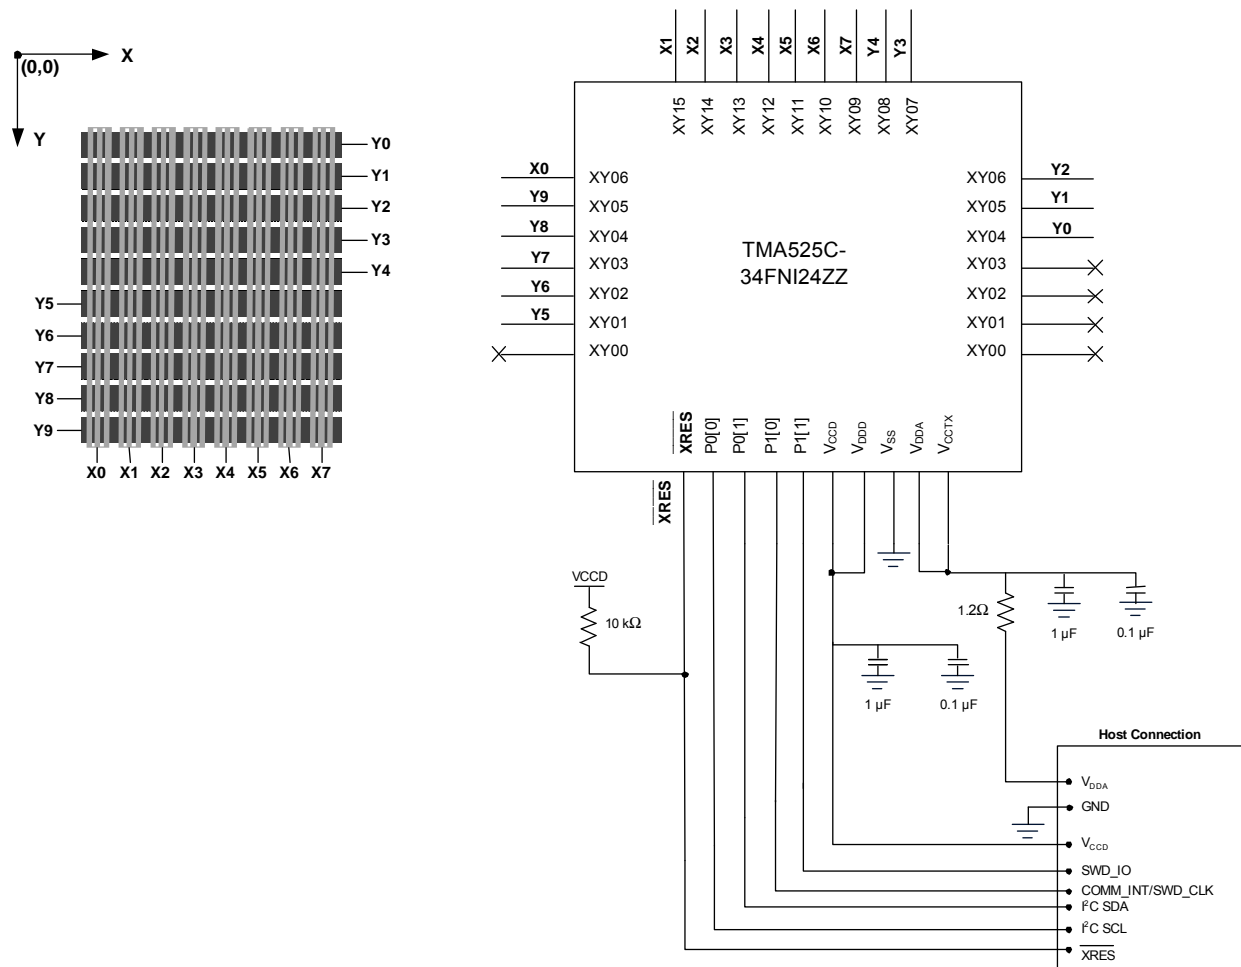 X
(0,0)
Y
Y0
Y1
Y2
Y3
Y4
Y5
Y6
Y7
Y8
Y9
X0 X1 X2 X3 X4 X5 X6 X7
X1 X2 X3 X4 X5 X6 X7 Y4 Y3
XY15 XY14 XY13 XY12 XY11 XY10 XY09 XY08 XY07
X0 XY06
Y9 XY05
Y8 XY04
Y7 XY03
Y6 XY02
Y5 XY01
XY00
TMA525C-
34FNI24ZZ
XY06 Y2
XY05 Y1
XY04 Y0
XY03
XY02
XY01
XY00
XRES P0[0] P0[1] P1[0] P1[1] VCCD VDDD VSS VDDA VCCTX
XRES
VCCD
10 kΩ
1.2Ω
1 µF 0.1 µF
1 µF 0.1 µF
Host Connection
VDDA
GND
VCCD
SWD_IO
COMM_INT/SWD_CLK
I²C SDA
I²C SCL
XRES